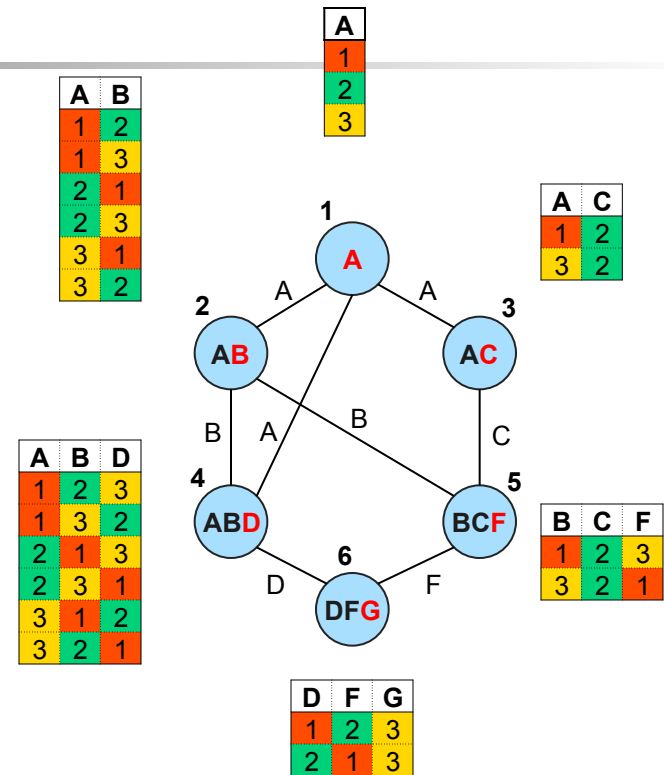 A
1
2
3
A B
1 2
1 3
2 1
2 3
3 1
3 2
A C
1 2
3 2
1
A
A A
2
AB
3
AC
B A B C
4
ABD
5
BCF
D F
6
DFG
A B D
1 2 3
1 3 2
2 1 3
2 3 1
3 1 2
3 2 1
B C F
1 2 3
3 2 1
D F G
1 2 3
2 1 3